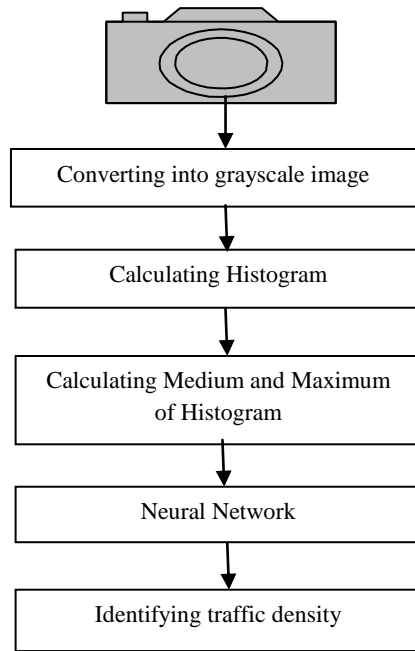 Converting into grayscale image
Calculating Histogram
Calculating Medium and Maximum
of Histogram
Neural Network
Identifying traffic density